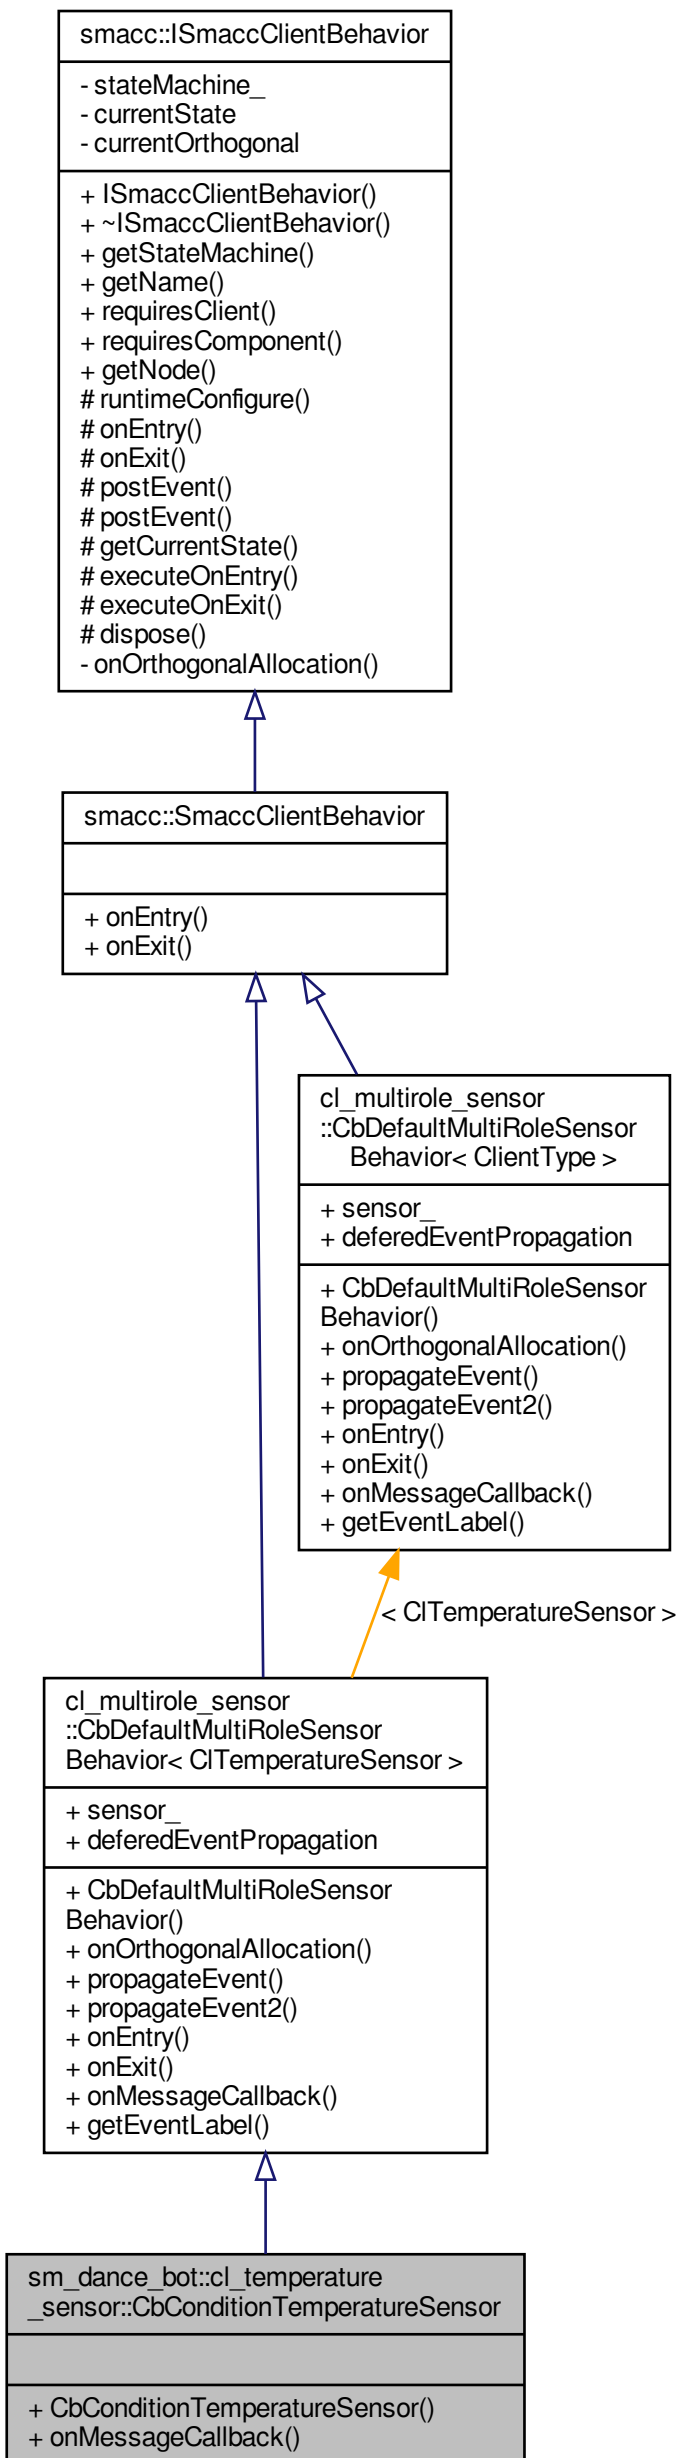 smacc::ISmaccClientBehavior
- stateMachine_
- currentState
- currentOrthogonal
+ ISmaccClientBehavior()
+ ~ISmaccClientBehavior()
+ getStateMachine()
+ getName()
+ requiresClient()
+ requiresComponent()
+ getNode()
# runtimeConfigure()
# onEntry()
# onExit()
# postEvent()
# postEvent()
# getCurrentState()
# executeOnEntry()
# executeOnExit()
# dispose()
- onOrthogonalAllocation()
smacc::SmaccClientBehavior
+ onEntry()
+ onExit()
cl_multirole_sensor
::CbDefaultMultiRoleSensor
Behavior< ClientType >
+ sensor_
+ deferedEventPropagation
+ CbDefaultMultiRoleSensor
Behavior()
+ onOrthogonalAllocation()
+ propagateEvent()
+ propagateEvent2()
+ onEntry()
+ onExit()
+ onMessageCallback()
+ getEventLabel()
< ClTemperatureSensor >
cl_multirole_sensor
::CbDefaultMultiRoleSensor
Behavior< ClTemperatureSensor >
+ sensor_
+ deferedEventPropagation
+ CbDefaultMultiRoleSensor
Behavior()
+ onOrthogonalAllocation()
+ propagateEvent()
+ propagateEvent2()
+ onEntry()
+ onExit()
+ onMessageCallback()
+ getEventLabel()
sm_dance_bot::cl_temperature
_sensor::CbConditionTemperatureSensor
+ CbConditionTemperatureSensor()
+ onMessageCallback()